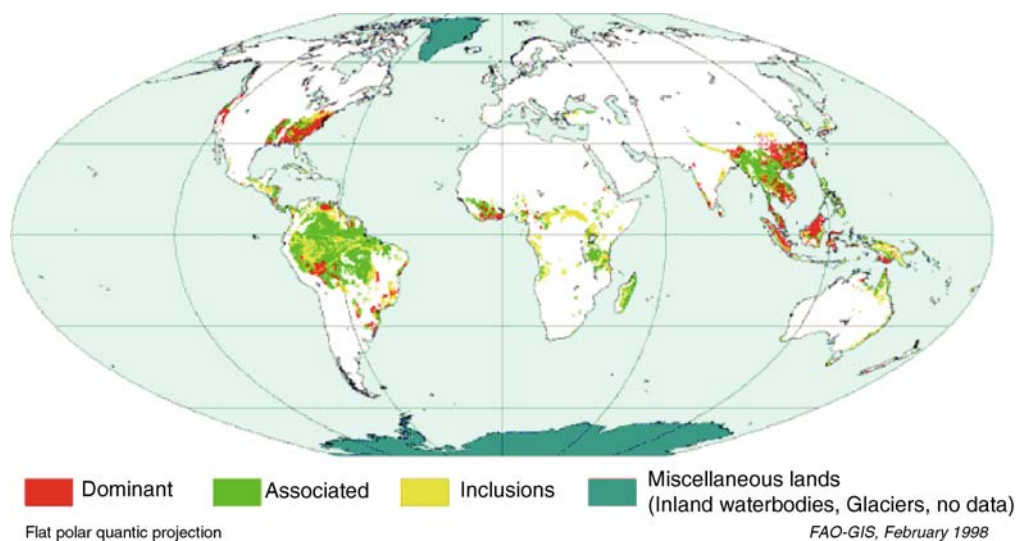 Dominant
Associated
Inclusions
Miscellaneous lands
(Inland waterbodies, Glaciers, no data)
Flat polar quantic projection
FAO-GIS, February 1998